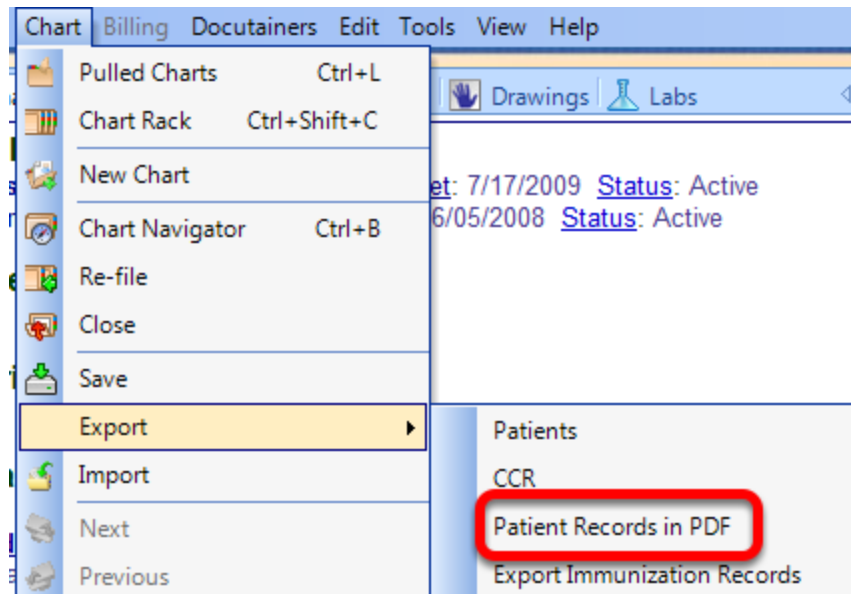 Chart Billing Docutainers Edit Tools View Help
Pulled Charts Ctrl+L
Drawings Labs
Chart Rack Ctrl+Shift+C
New Chart
et: 7/17/2009 Status: Active
6/05/2008 Status: Active
Chart Navigator Ctrl+B
Re-file
Close
Save
Export
Patients
Import
CCR
Next
Patient Records in PDF
Previous
Export Immunization Records